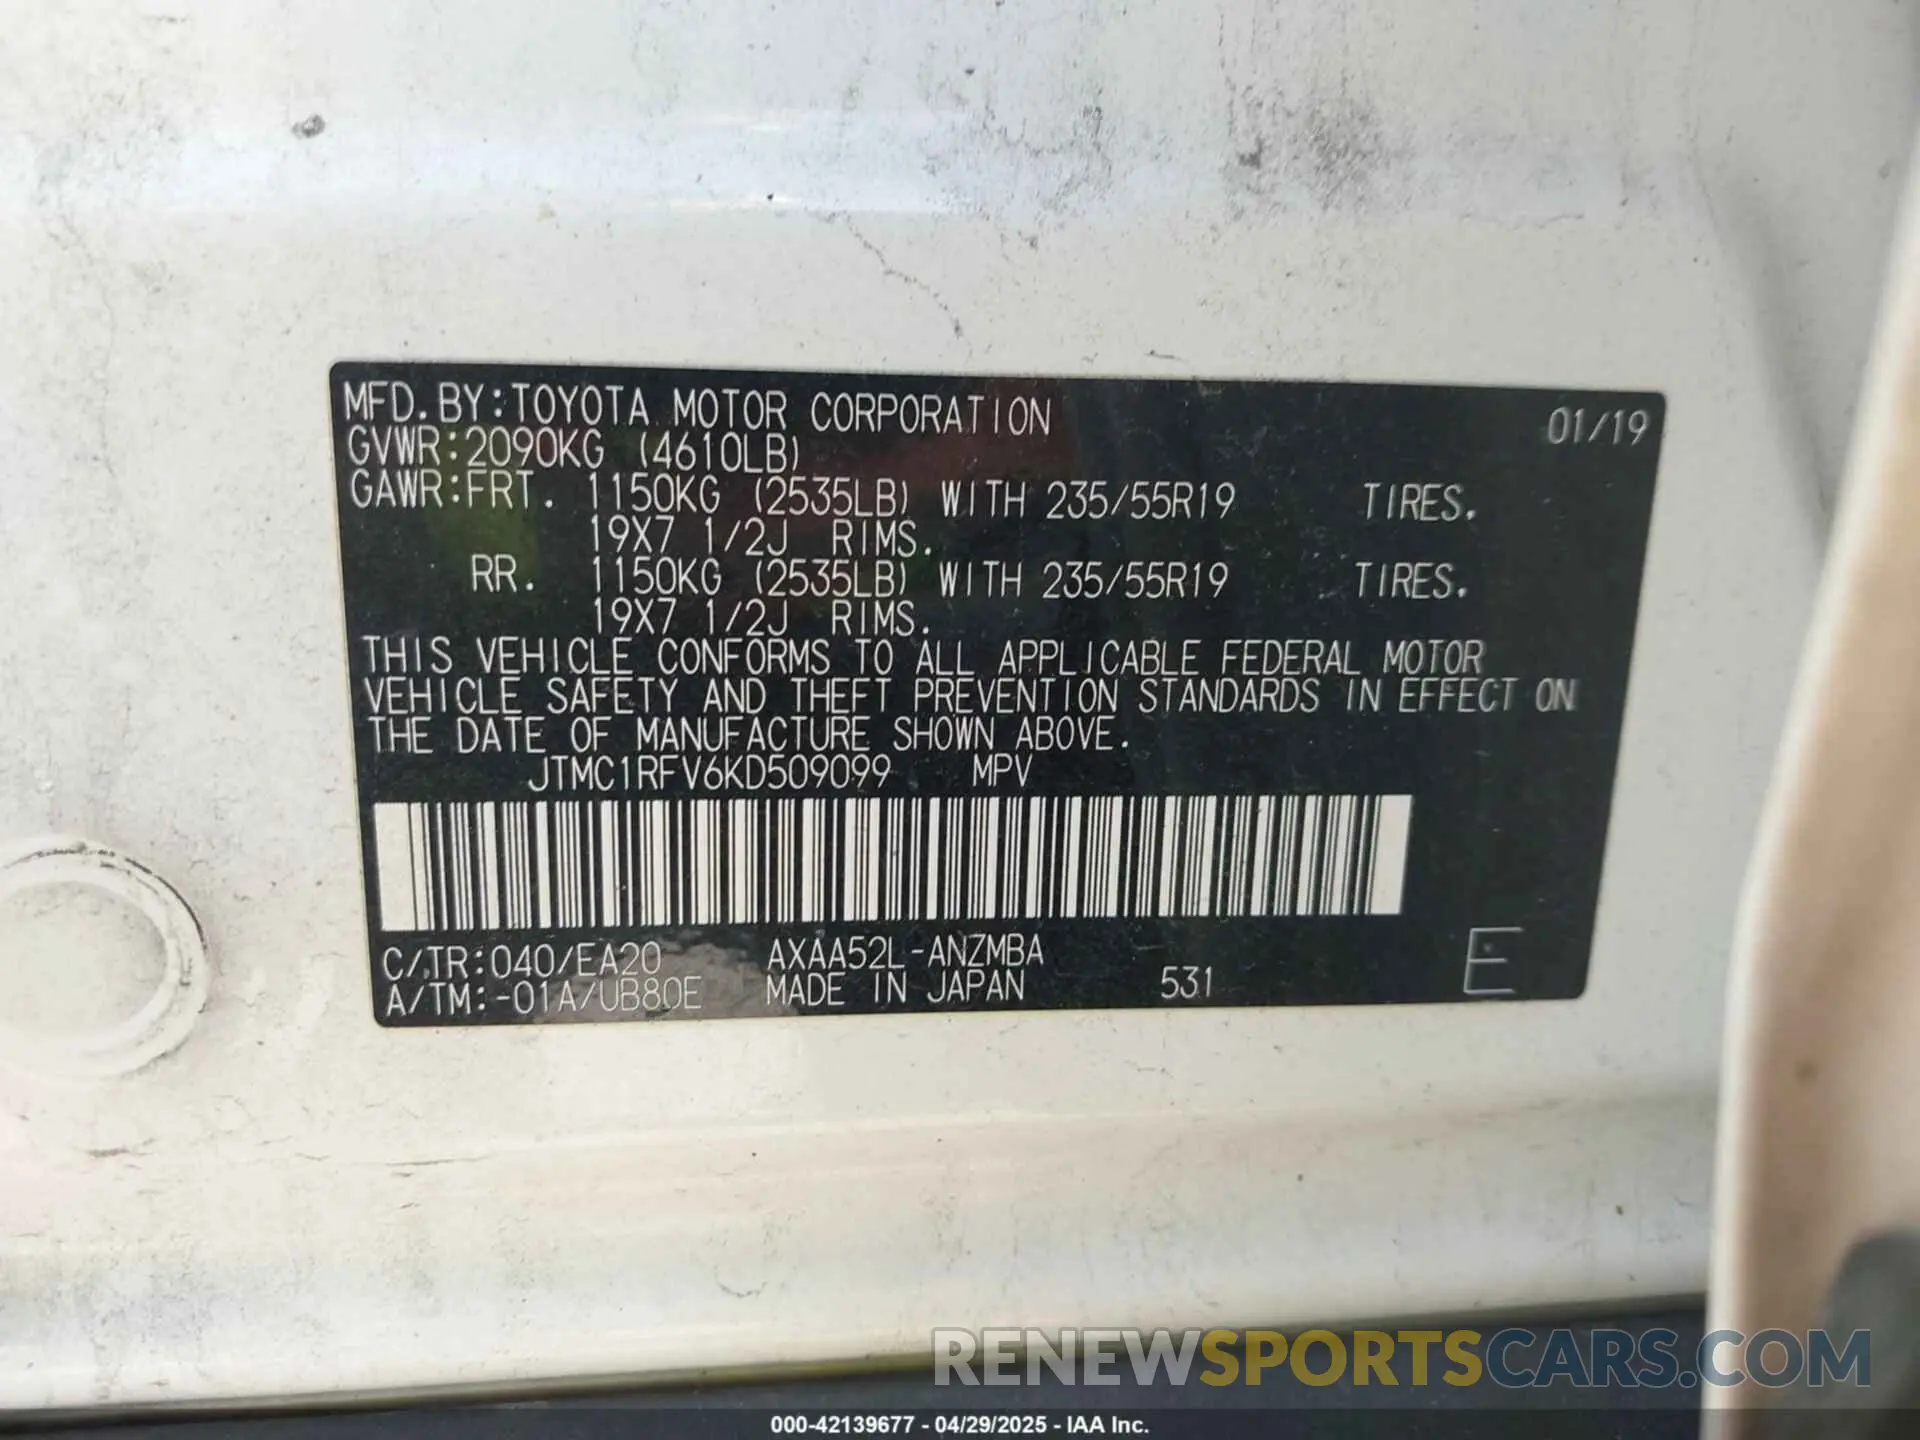 MFD. BY: TOYOTA MOTOR CORPORATION 01/19
GVWR: 2090KG (4610LB)
GAWR: FRT. 1150KG (2535LB) WITH 235/55R19 TIRES.
19X7 1/2J RIMS.
RR. 1150KG (2535LB) WITH 235/55R19 TIRES.
19X7 1/2J RIMS.
THIS VEHICLE CONFORMS TO ALL APPLICABLE FEDERAL MOTOR
VEHICLE SAFETY AND THEFT PREVENTION STANDARDS IN EFFECT ON
THE DATE OF MANUFACTURE SHOWN ABOVE.
JTMC1RFV6KD509099 MPV
C/TR: 040/EA20 AXAA52L-ANZMBA
A/TM: -01A/UB80E MADE IN JAPAN 531 E
RENEWSPORTSCARS.COM
000-42139677 - 04/29/2025 - IAA Inc.